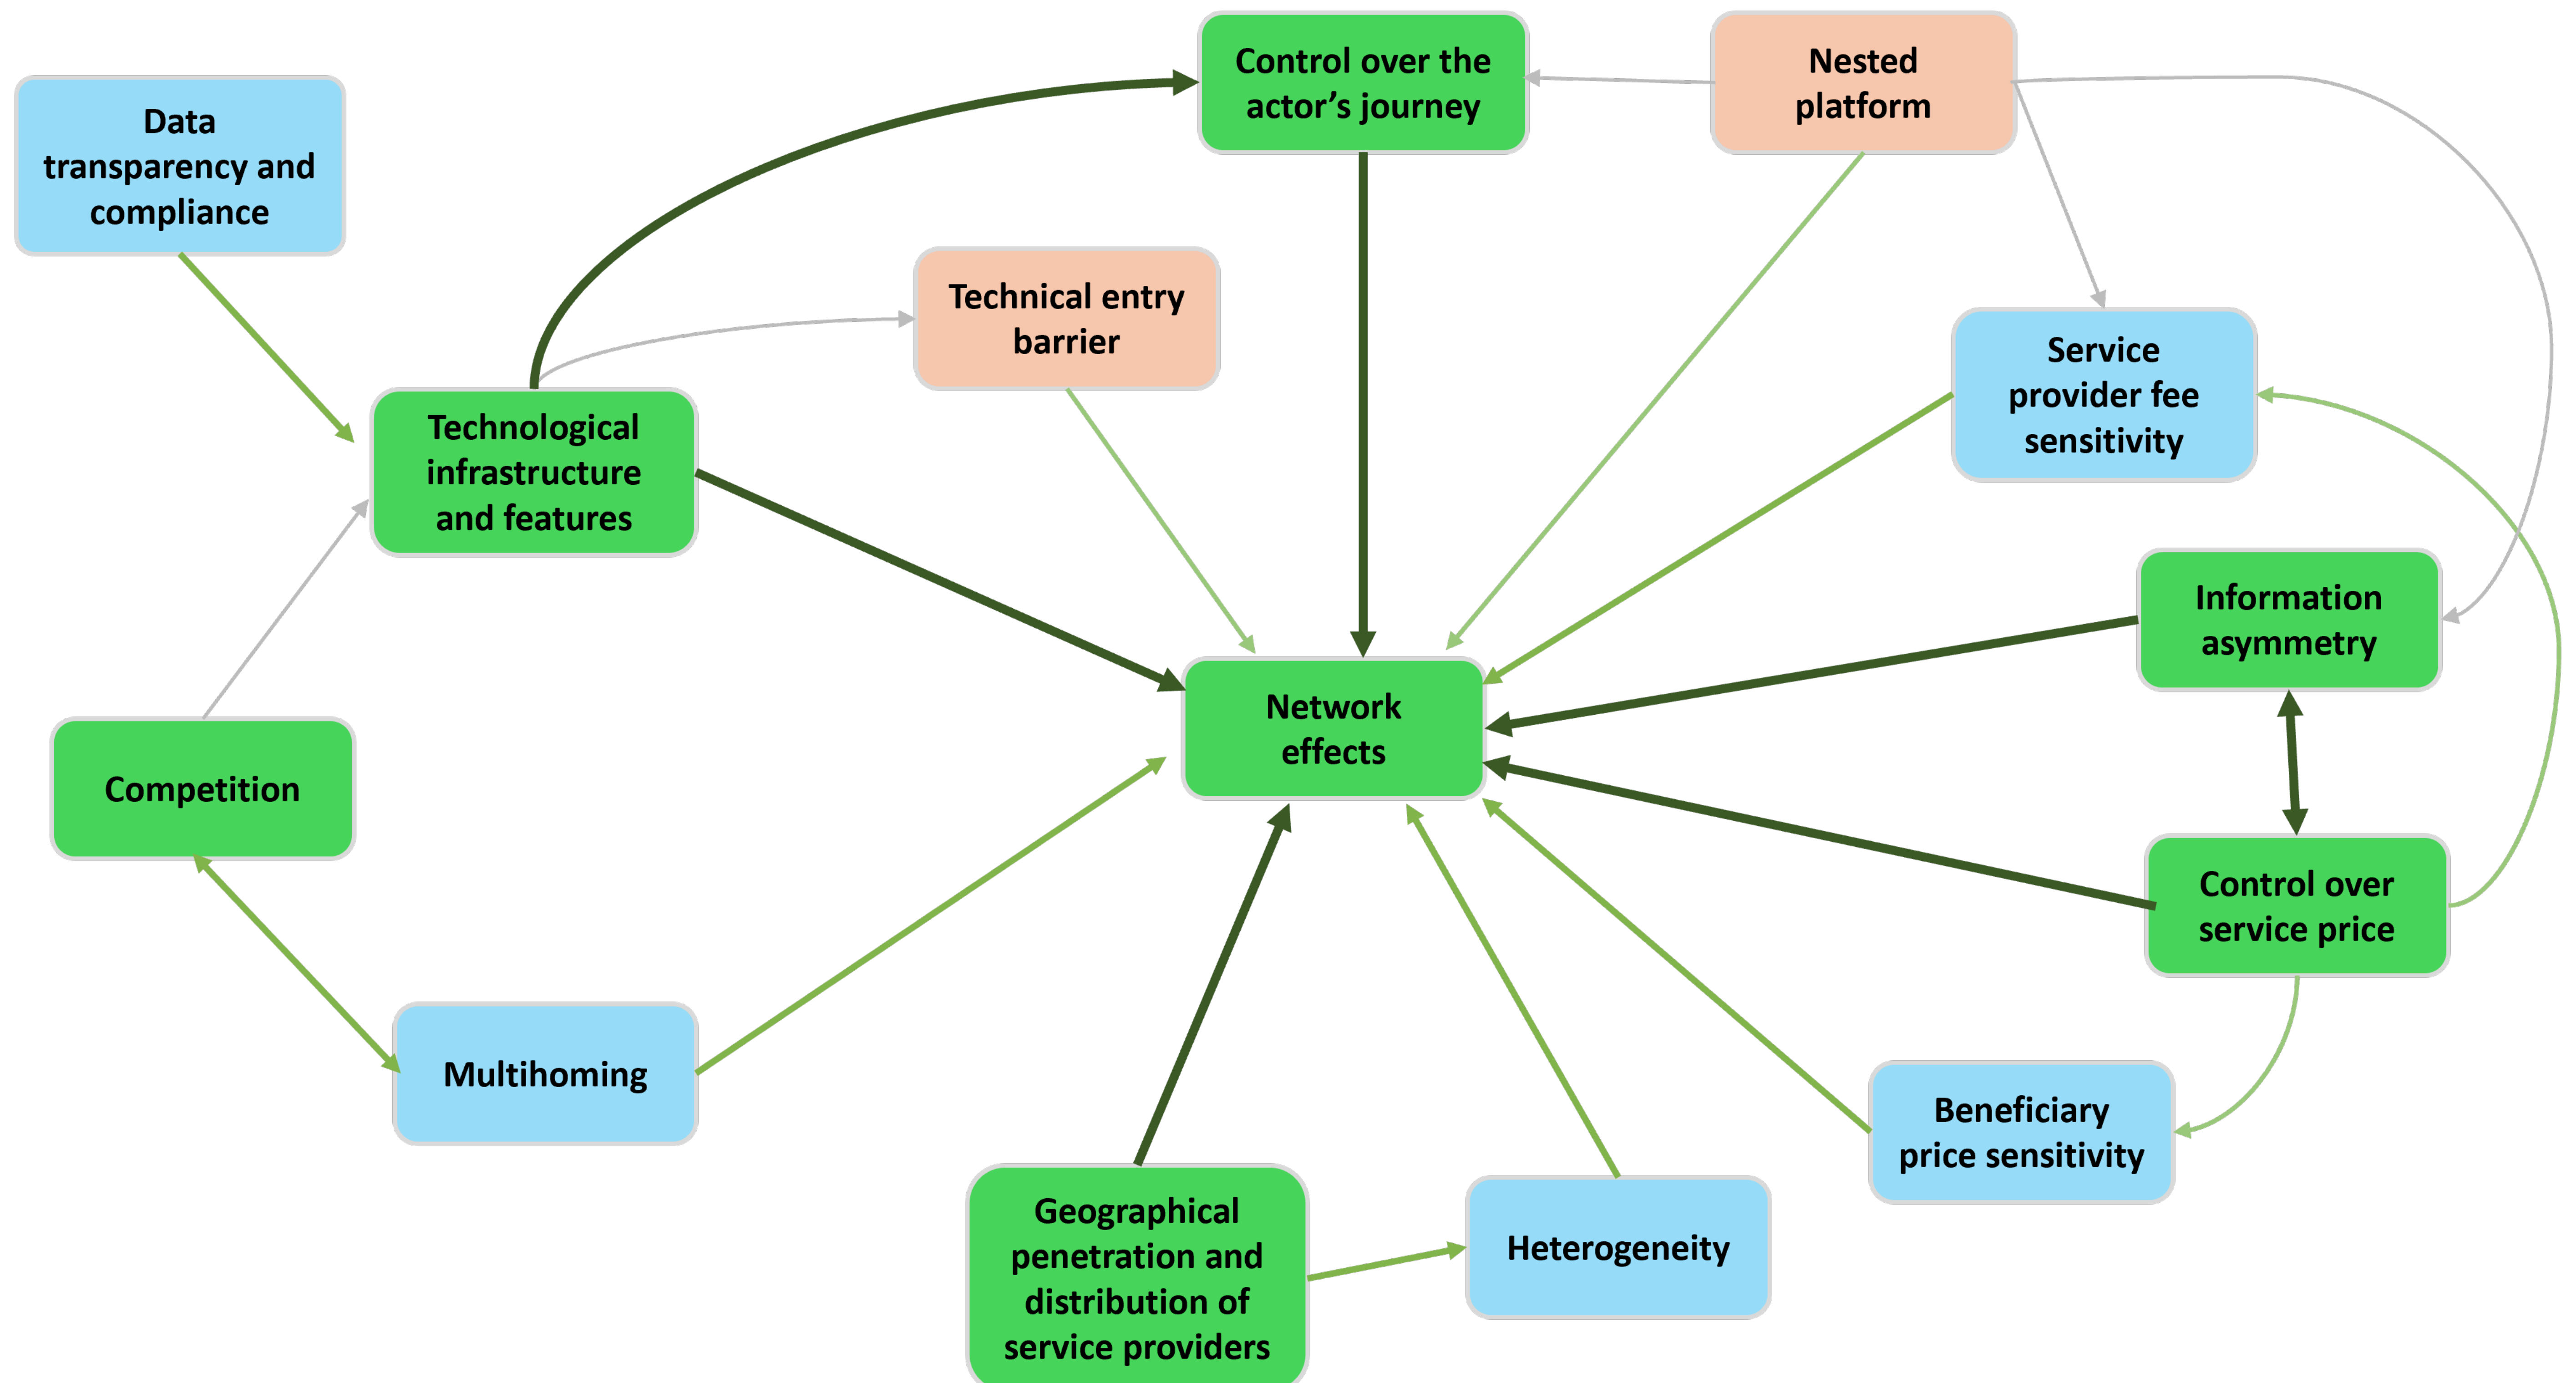 Control over the
actor’s journey
Nested
platform
Data
transparency and
compliance
Technical entry
barrier
Service
provider fee
sensitivity
Technological
infrastructure
and features
Information
asymmetry
Network
effects
Competition
Control over
service price
Multihoming
Beneficiary
price sensitivity
Geographical
penetration and
distribution of
service providers
Heterogeneity